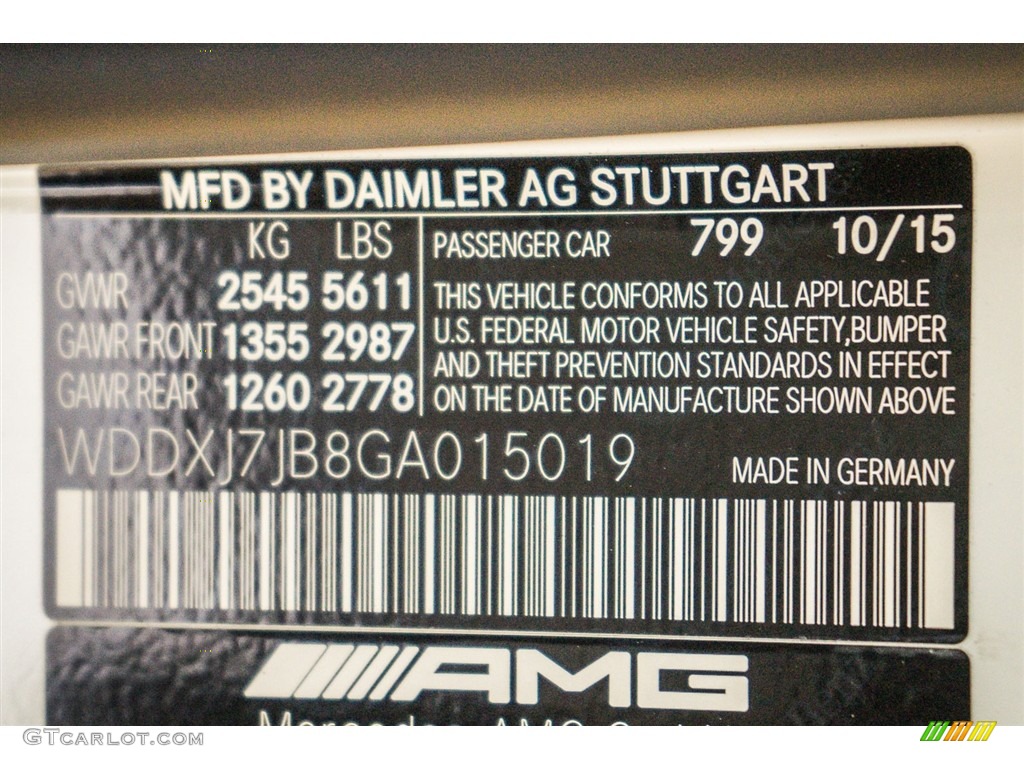 MFD BY DAIMLER AG STUTTGART
KG LBS
GVWR 2545 5611
GAWR FRONT 1355 2987
GAWR REAR 1260 2778
PASSENGER CAR 799 10/15
THIS VEHICLE CONFORMS TO ALL APPLICABLE
U.S. FEDERAL MOTOR VEHICLE SAFETY,BUMPER
AND THEFT PREVENTION STANDARDS IN EFFECT
ON THE DATE OF MANUFACTURE SHOWN ABOVE
WDDXJ7JB8GA015019
MADE IN GERMANY
AMG
GTCARLOT.COM